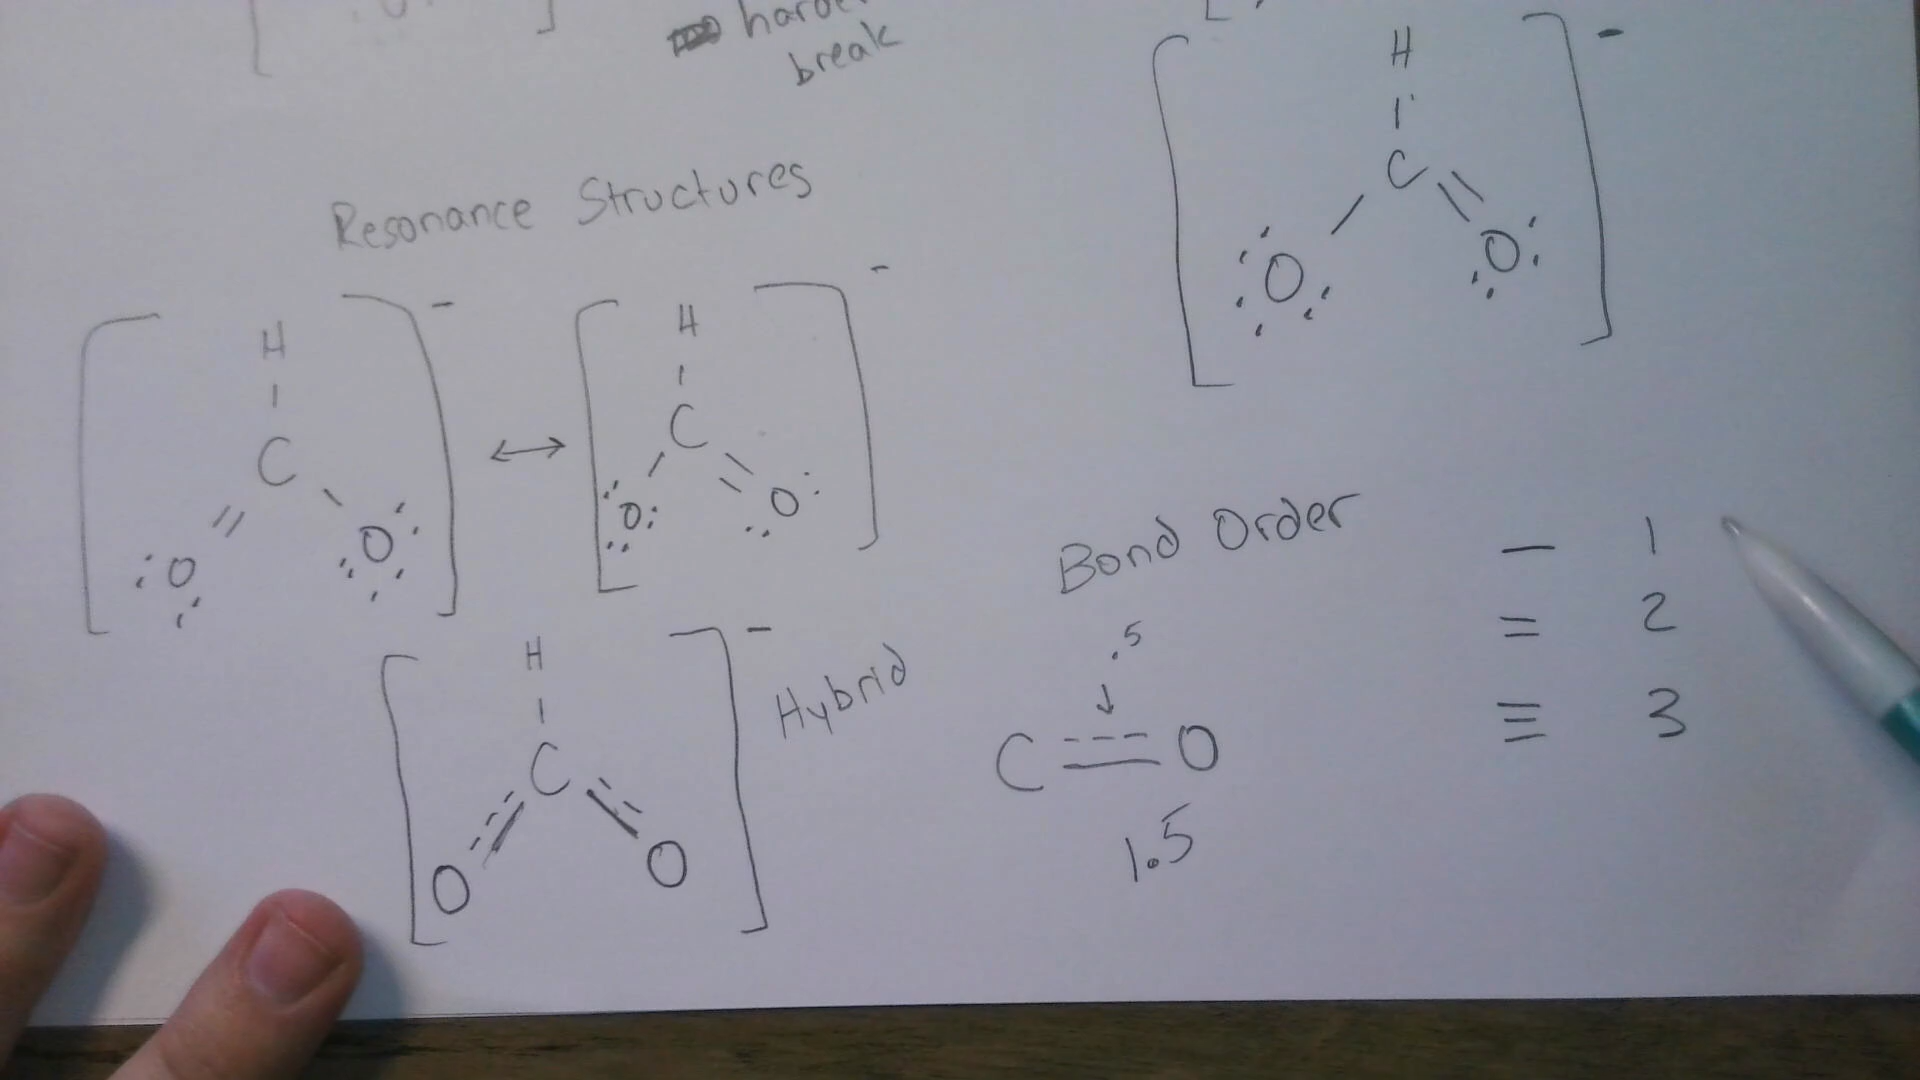 break
Resonance Structures
[ H - C = O - O ] -
↔
[ H - C - O = O ] -
[ H - C - O = O ] -
Hybrid
[ H - C O O ] -
Bond Order
.5
C O
1.5
— 1
= 2
≡ 3